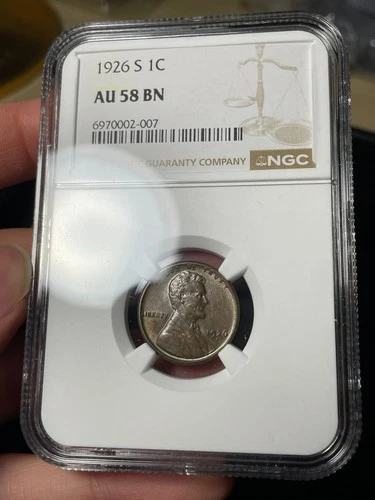 1926 S 1C
AU 58 BN
6970002-007
GUARANTY COMPANY
NGC
LIBERTY
1926